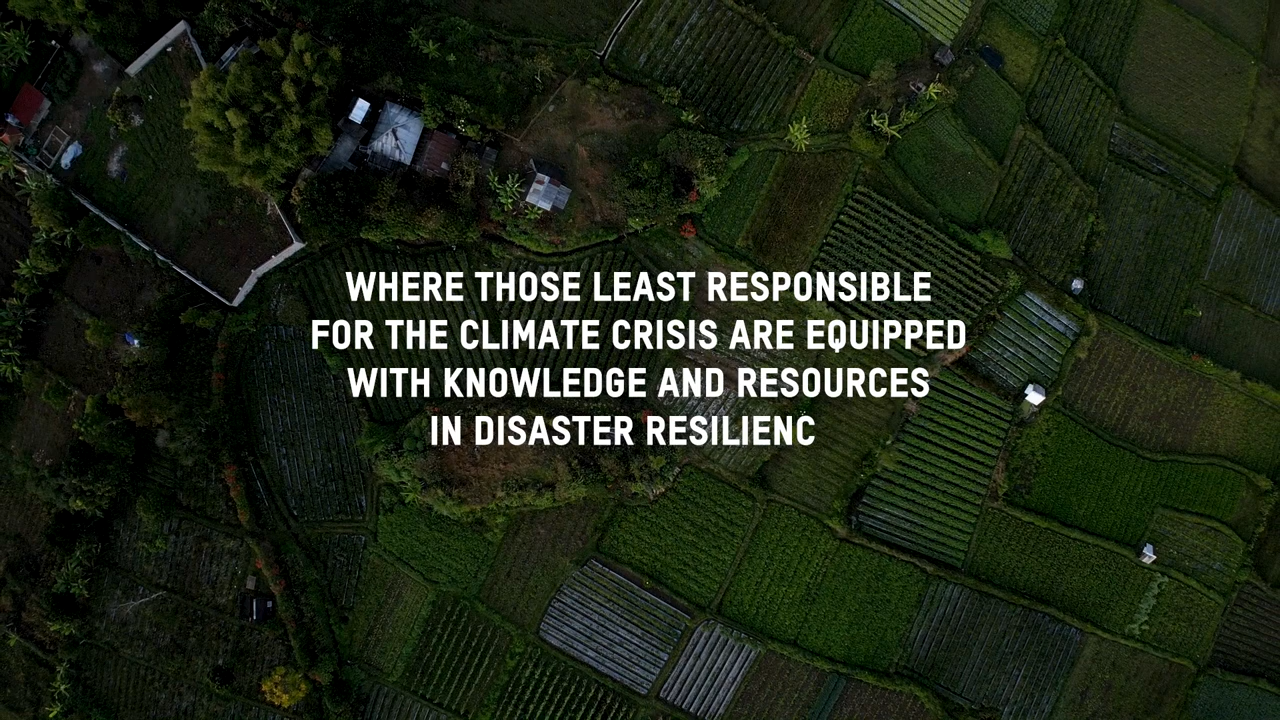 WHERE THOSE LEAST RESPONSIBLE
FOR THE CLIMATE CRISIS ARE EQUIPPED
WITH KNOWLEDGE AND RESOURCES
IN DISASTER RESILIENC